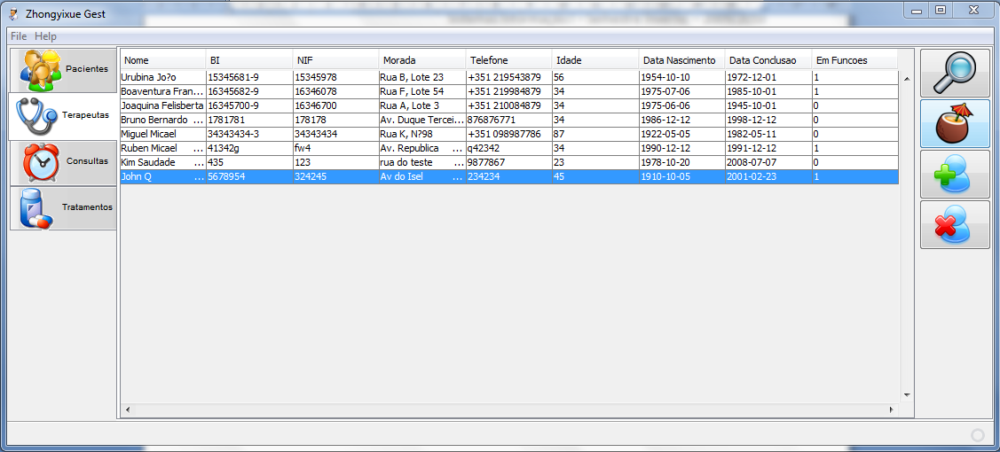 Zhongyixue Gest
File Help
Pacientes
Terapeutas
Consultas
Tratamentos
Nome BI NIF Morada Telefone Idade Data Nascimento Data Conclusao Em Funcoes
Urubina Jo?o 15345681-9 15345978 Rua B, Lote 23 +351 219543879 56 1954-10-10 1972-12-01 1
Boaventura Fran... 16345682-9 16346078 Rua F, Lote 54 +351 219984879 34 1975-07-06 1985-10-01 1
Joaquina Felisberta 16345700-9 16346700 Rua A, Lote 3 +351 210084879 34 1975-06-06 1945-10-01 0
Bruno Bernardo ... 1781781 178178 Av. Duque Tercei... 876876771 34 1986-12-12 1998-12-12 0
Miguel Micael 34343434-3 34343434 Rua K, N?98 +351 098987786 87 1922-05-05 1982-05-11 0
Ruben Micael ... 41342g fw4 Av. Republica ... q42342 34 1990-12-12 1991-12-12 1
Kim Saudade ... 435 123 rua do teste ... 9877867 23 1978-10-20 2008-07-07 0
John Q ... 5678954 324245 Av do Isel ... 234234 45 1910-10-05 2001-02-23 1